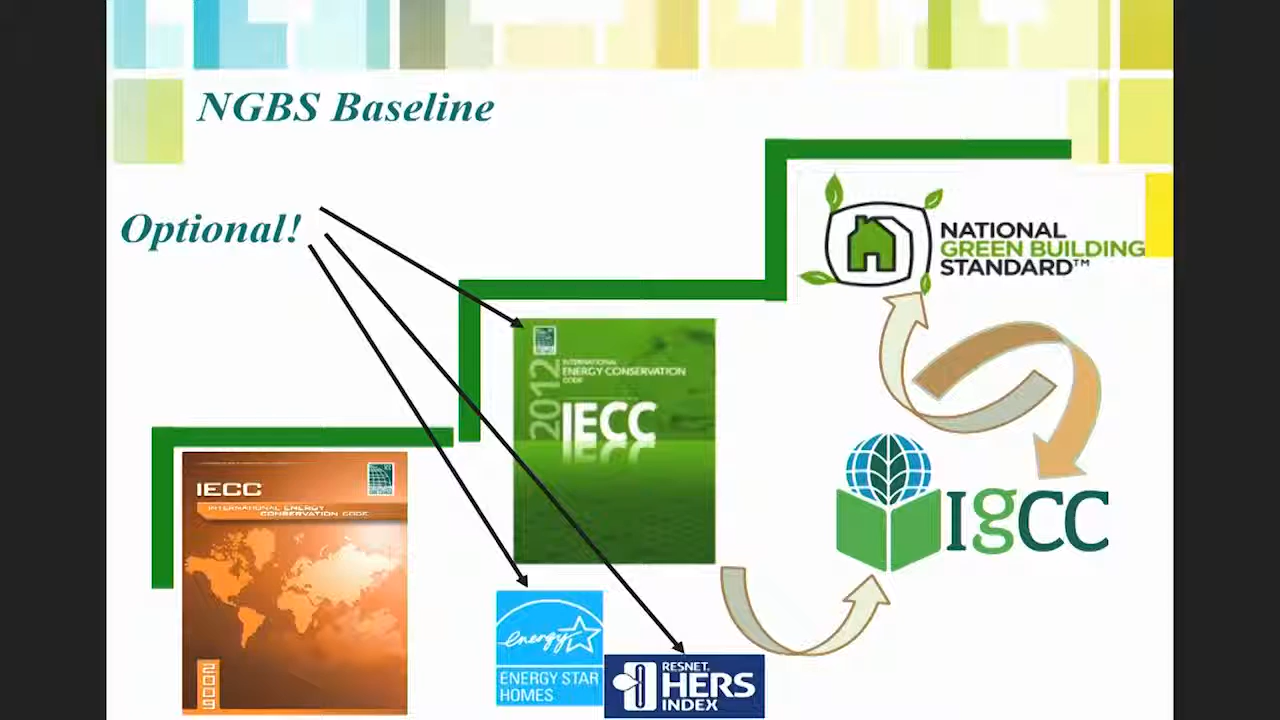 NGBS Baseline
Optional!
NATIONAL
GREEN BUILDING
STANDARD™
2012
INTERNATIONAL
ENERGY CONSERVATION
CODE
IECC
IECC
INTERNATIONAL ENERGY
CONSERVATION CODE
2009
IgCC
energy
ENERGY STAR
HOMES
RESNET
HERS
INDEX